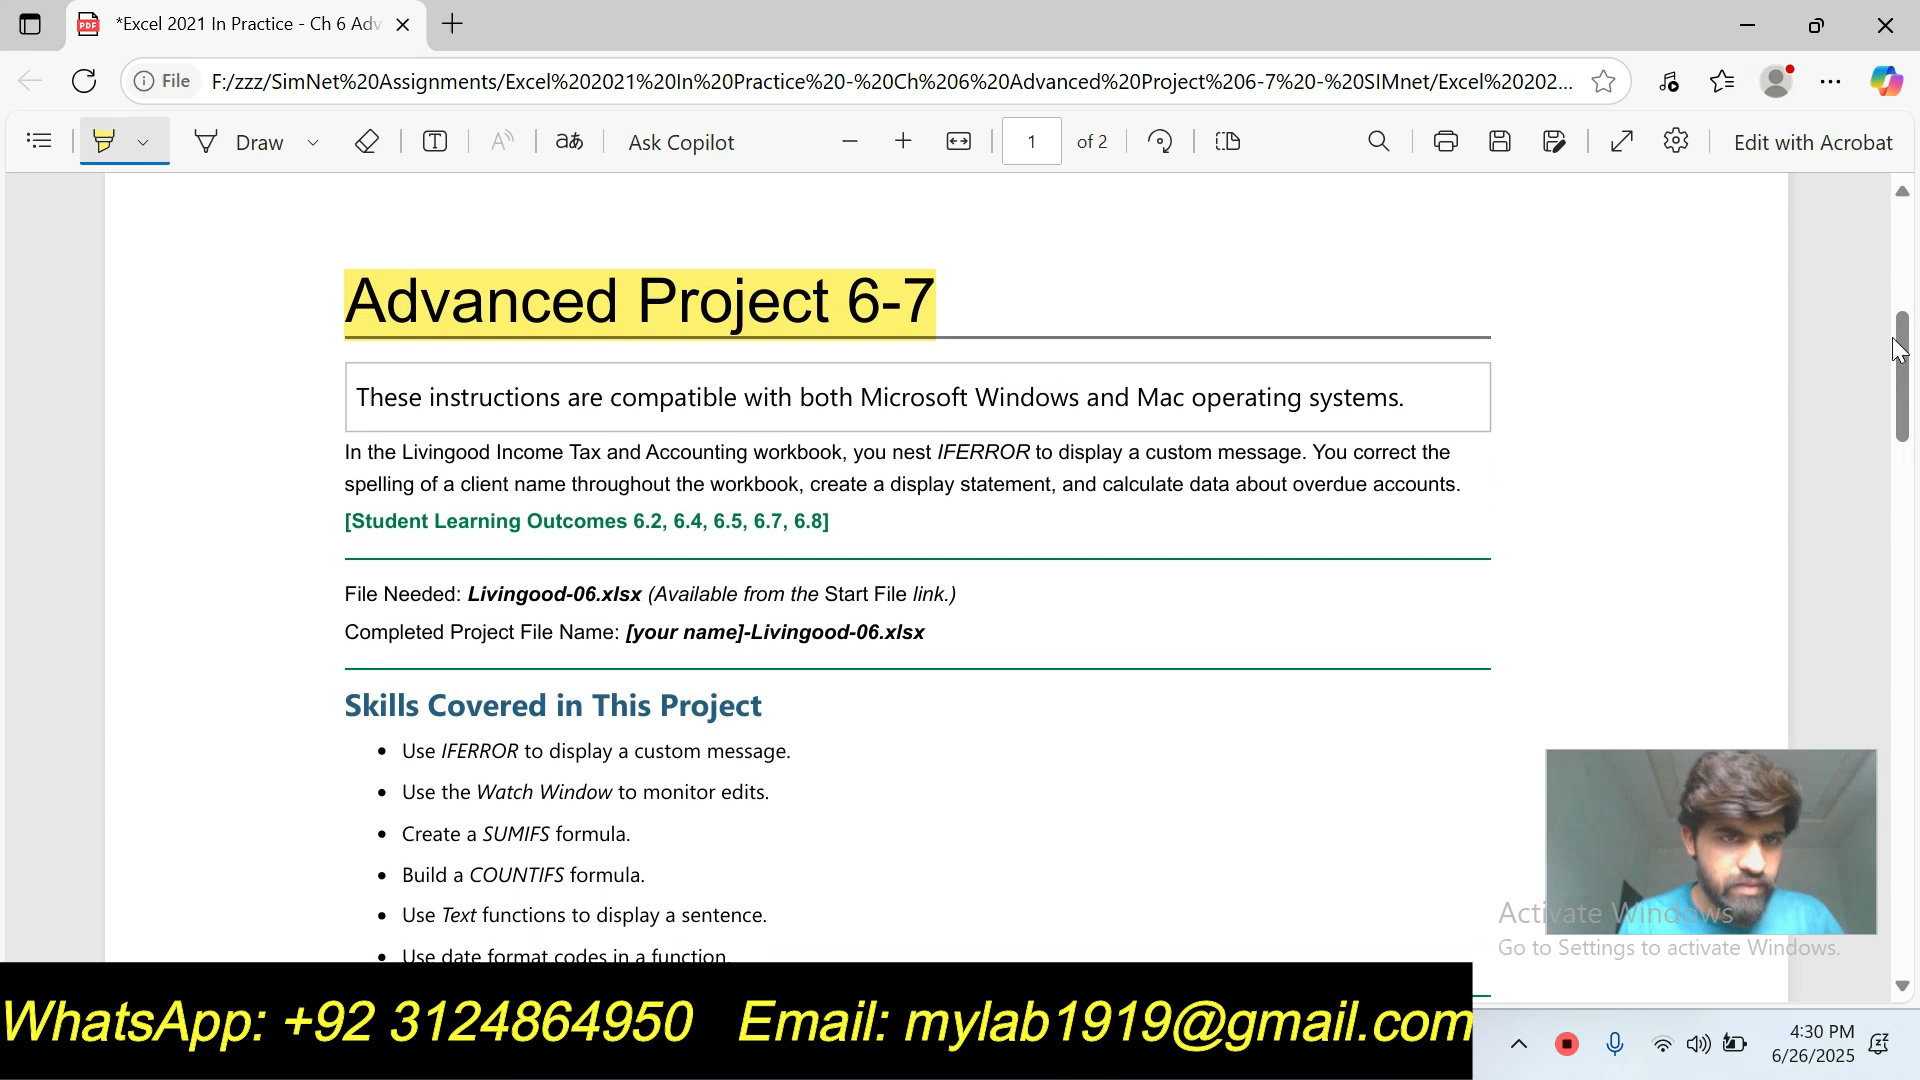 *Excel 2021 In Practice - Ch 6 Adv
File
F:/zzz/SimNet%20Assignments/Excel%202021%20In%20Practice%20-%20Ch%206%20Advanced%20Project%206-7%20-%20SIMnet/Excel%20202...
Draw
aあ
Ask Copilot
1 of 2
Edit with Acrobat
Advanced Project 6-7
These instructions are compatible with both Microsoft Windows and Mac operating systems.
In the Livingood Income Tax and Accounting workbook, you nest IFERROR to display a custom message. You correct the
spelling of a client name throughout the workbook, create a display statement, and calculate data about overdue accounts.
[Student Learning Outcomes 6.2, 6.4, 6.5, 6.7, 6.8]
File Needed: Livingood-06.xlsx (Available from the Start File link.)
Completed Project File Name: [your name]-Livingood-06.xlsx
Skills Covered in This Project
• Use IFERROR to display a custom message.
• Use the Watch Window to monitor edits.
• Create a SUMIFS formula.
• Build a COUNTIFS formula.
• Use Text functions to display a sentence.
• Use date format codes in a function.
Activate Windows
Go to Settings to activate Windows.
WhatsApp: +92 3124864950 Email: mylab1919@gmail.com
4:30 PM
6/26/2025